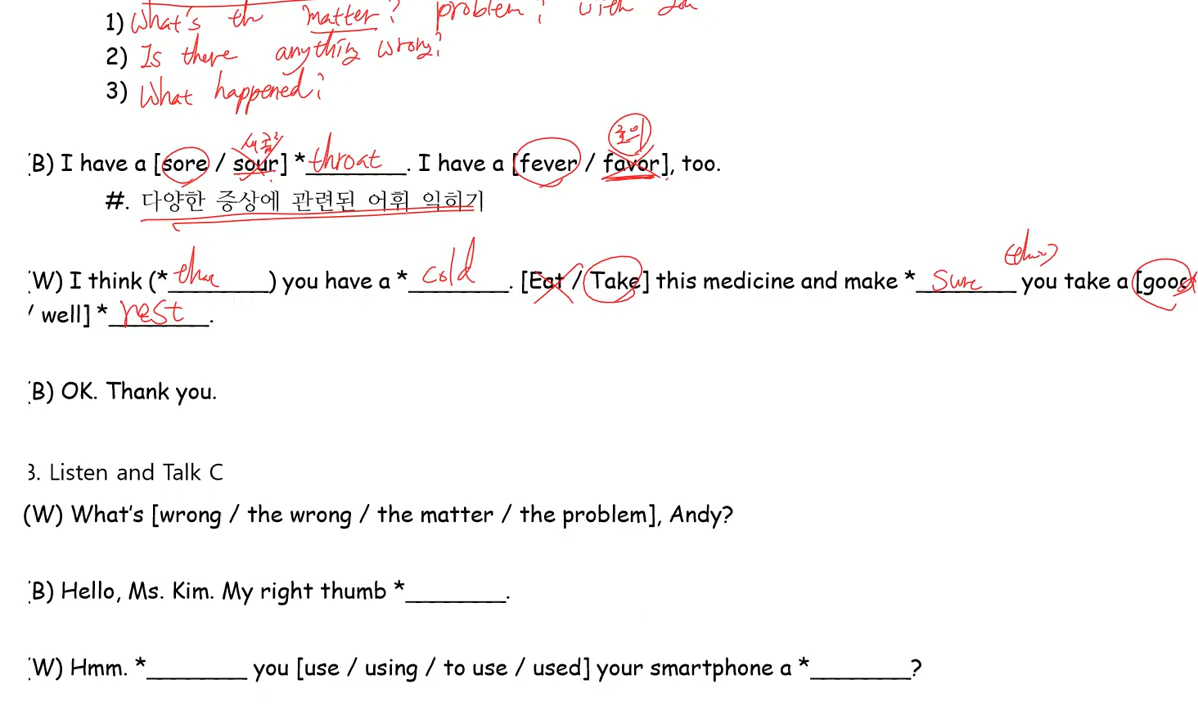 1) What's th matter? problem? with you
2) Is there anything wrong?
3) What happened?
B) I have a [sore / sour] *throat. I have a [fever / favor], too.
#. 다양한 증상에 관련된 어휘 익히기
W) I think (*that) you have a *cold. [Eat / Take] this medicine and make *sure you take a [good
/ well] *rest.
B) OK. Thank you.
3. Listen and Talk C
(W) What's [wrong / the wrong / the matter / the problem], Andy?
B) Hello, Ms. Kim. My right thumb *________.
W) Hmm. *________ you [use / using / to use / used] your smartphone a *________?